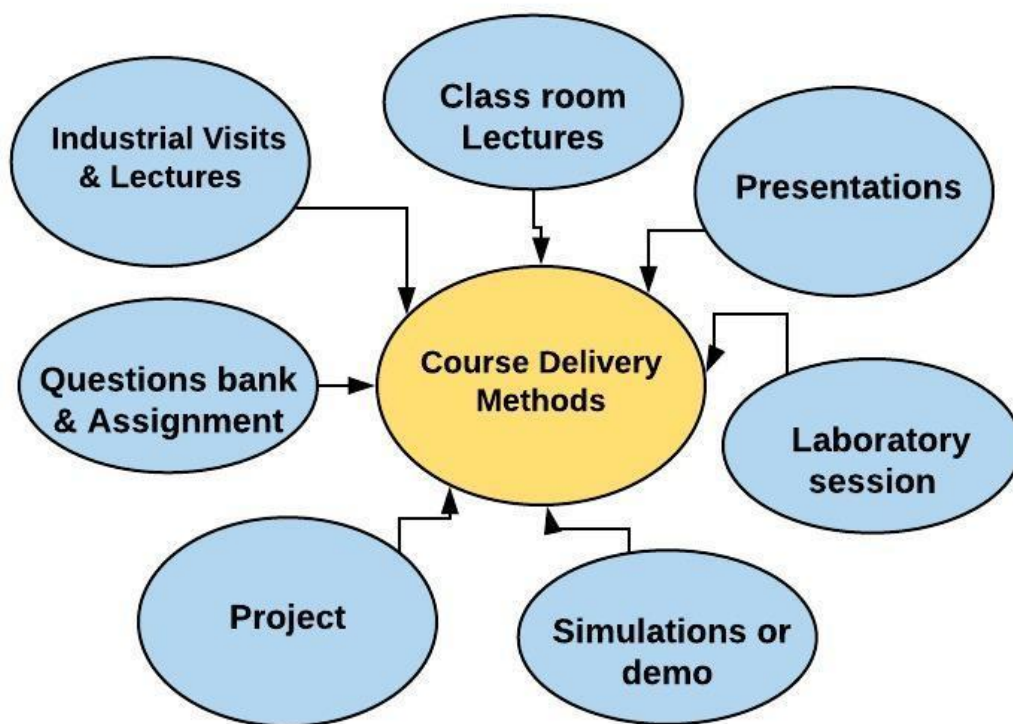 Class room
Lectures
Industrial Visits
& Lectures
Presentations
Course Delivery
Methods
Questions bank
& Assignment
Laboratory
session
Project
Simulations or
demo